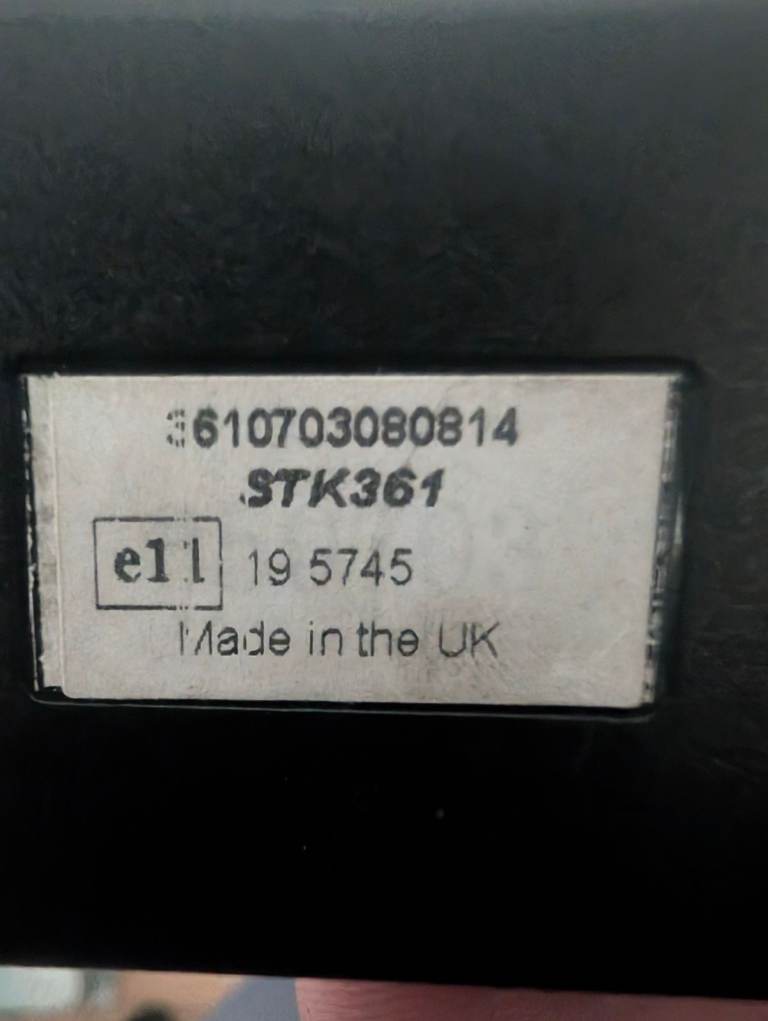 3610703080814
STK361
e11 19 5745
Made in the UK